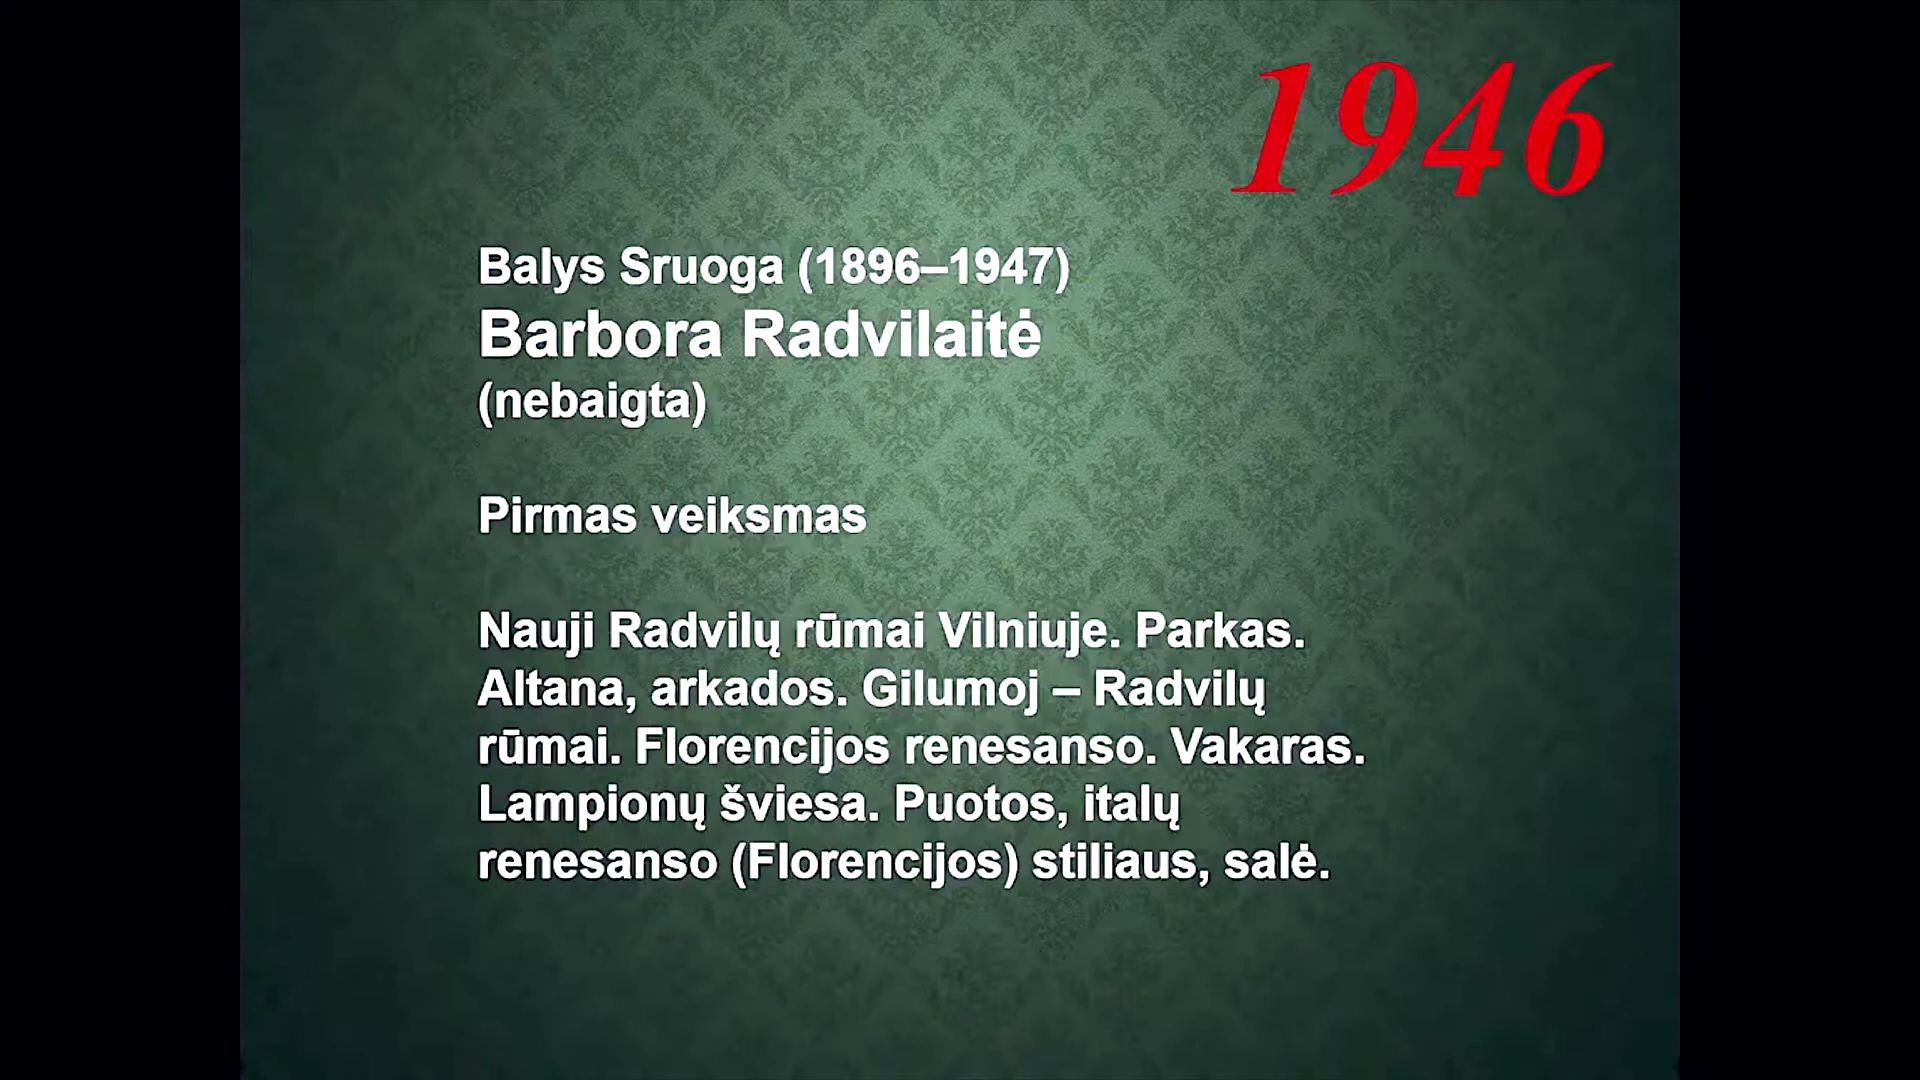 1946
Balys Sruoga (1896–1947)
Barbora Radvilaitė
(nebaigta)
Pirmas veiksmas
Nauji Radvilų rūmai Vilniuje. Parkas.
Altana, arkados. Gilumoj – Radvilų
rūmai. Florencijos renesanso. Vakaras.
Lampionų šviesa. Puotos, italų
renesanso (Florencijos) stiliaus, salė.